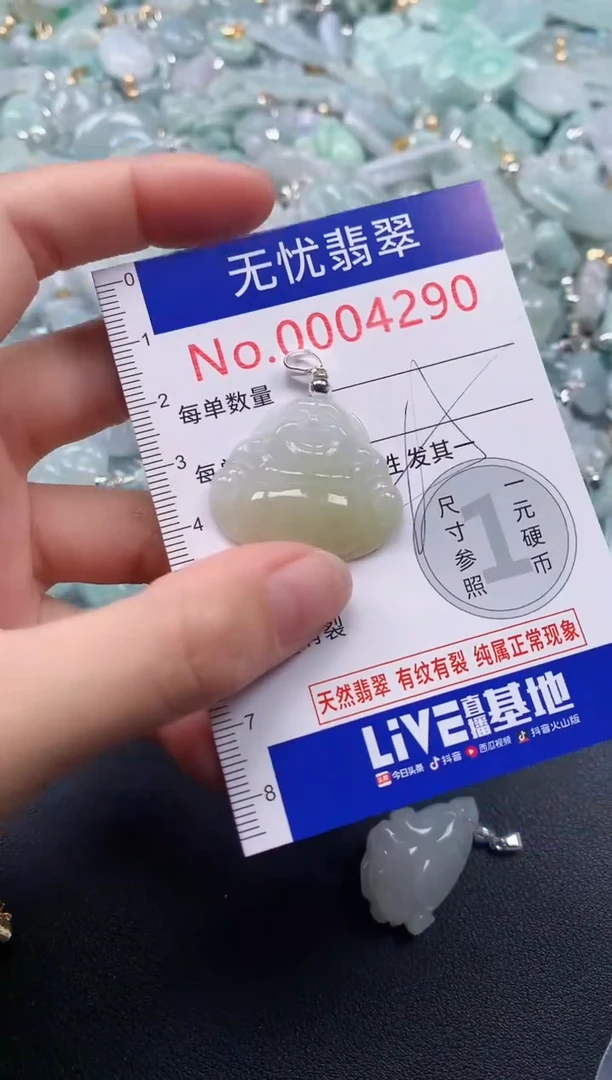 无忧翡翠
No.0004290
0
1
2
3
4
7
8
每单数量
每
生发其一
1
一元硬币
尺寸参照
有裂
天然翡翠 有纹有裂 纯属正常现象
LiVE直播基地
今日头条 抖音 西瓜视频 抖音火山版